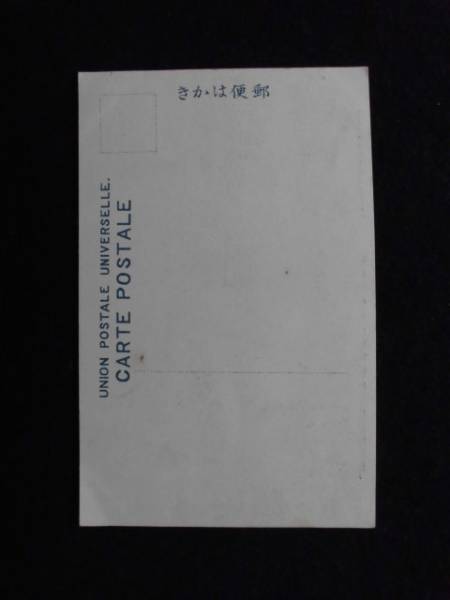 郵便はかき
UNION POSTALE UNIVERSELLE.
CARTE POSTALE